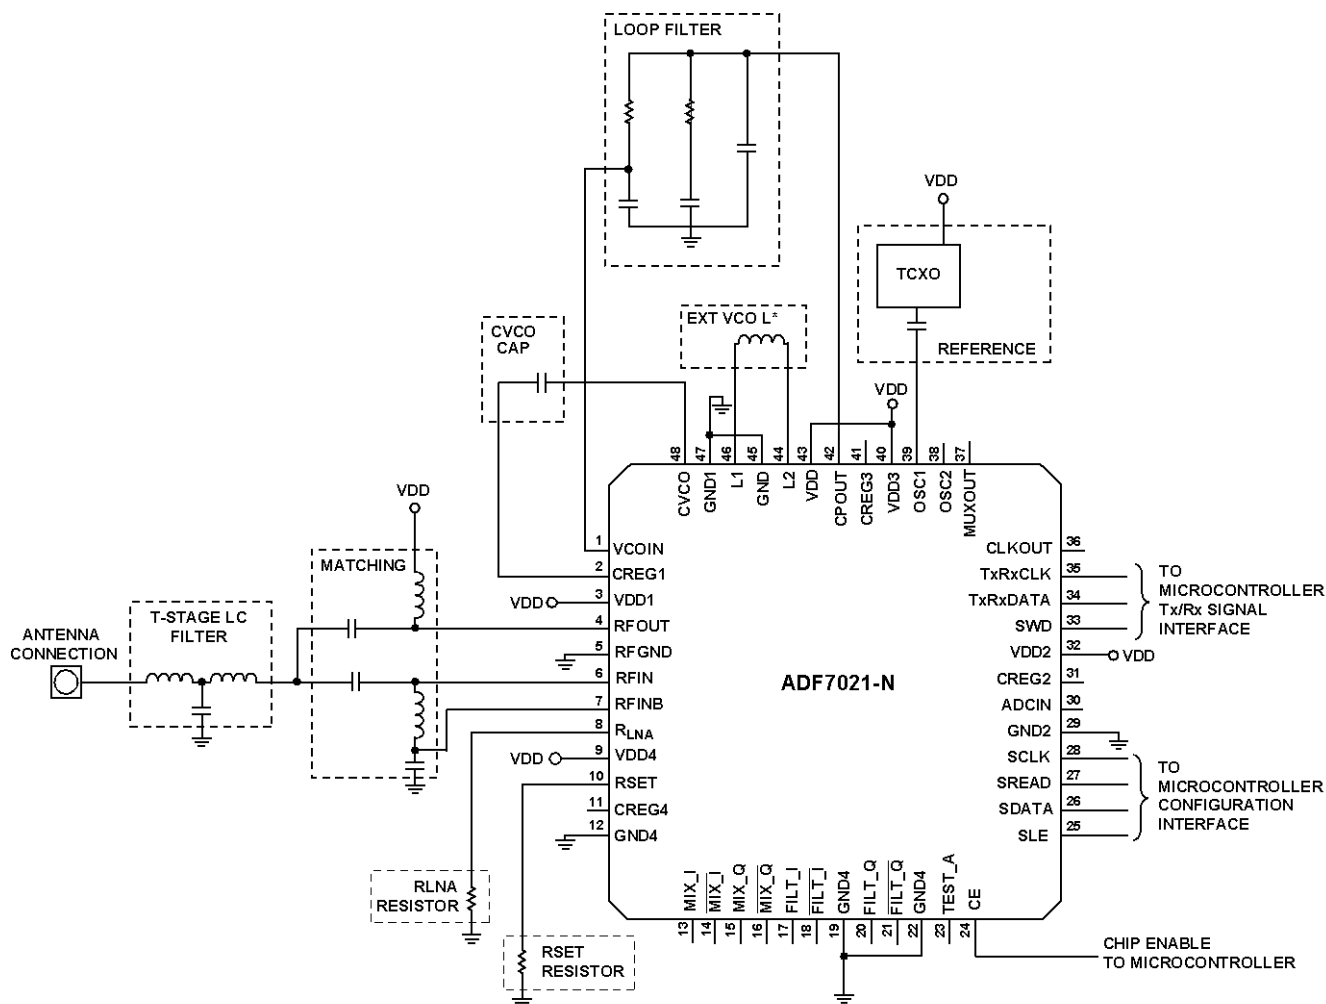 LOOP FILTER
VDD
TCXO
REFERENCE
EXT VCO L*
CVCO
CAP
VDD
48
47
46
45
44
43
42
41
40
39
38
37
CVCO
GND1
L1
GND
L2
VDD
CPOUT
CREG3
VDD3
OSC1
OSC2
MUXOUT
VDD
MATCHING
T-STAGE LC
FILTER
ANTENNA
CONNECTION
1 VCOIN
2 CREG1
VDD 3 VDD1
4 RFOUT
5 RFGND
6 RFIN
7 RFINB
8 RLNA
VDD 9 VDD4
10 RSET
11 CREG4
12 GND4
ADF7021-N
CLKOUT 36
TxRxCLK 35
TxRxDATA 34
SWD 33
VDD2 32 VDD
CREG2 31
ADCIN 30
GND2 29
SCLK 28
SREAD 27
SDATA 26
SLE 25
TO
MICROCONTROLLER
Tx/Rx SIGNAL
INTERFACE
TO
MICROCONTROLLER
CONFIGURATION
INTERFACE
MIX_I
MIX_I
MIX_Q
MIX_Q
FILT_I
FILT_I
GND4
FILT_Q
FILT_Q
GND4
TEST_A
CE
13
14
15
16
17
18
19
20
21
22
23
24
RLNA
RESISTOR
RSET
RESISTOR
CHIP ENABLE
TO MICROCONTROLLER